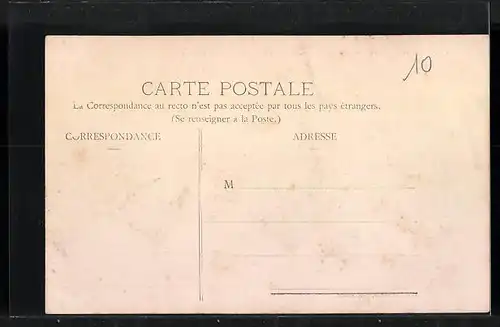 10
CARTE POSTALE
La Correspondance au recto n'est pas acceptée par tous les pays étrangers.
(Se renseigner a la Poste.)
CORRESPONDANCE
ADRESSE
M